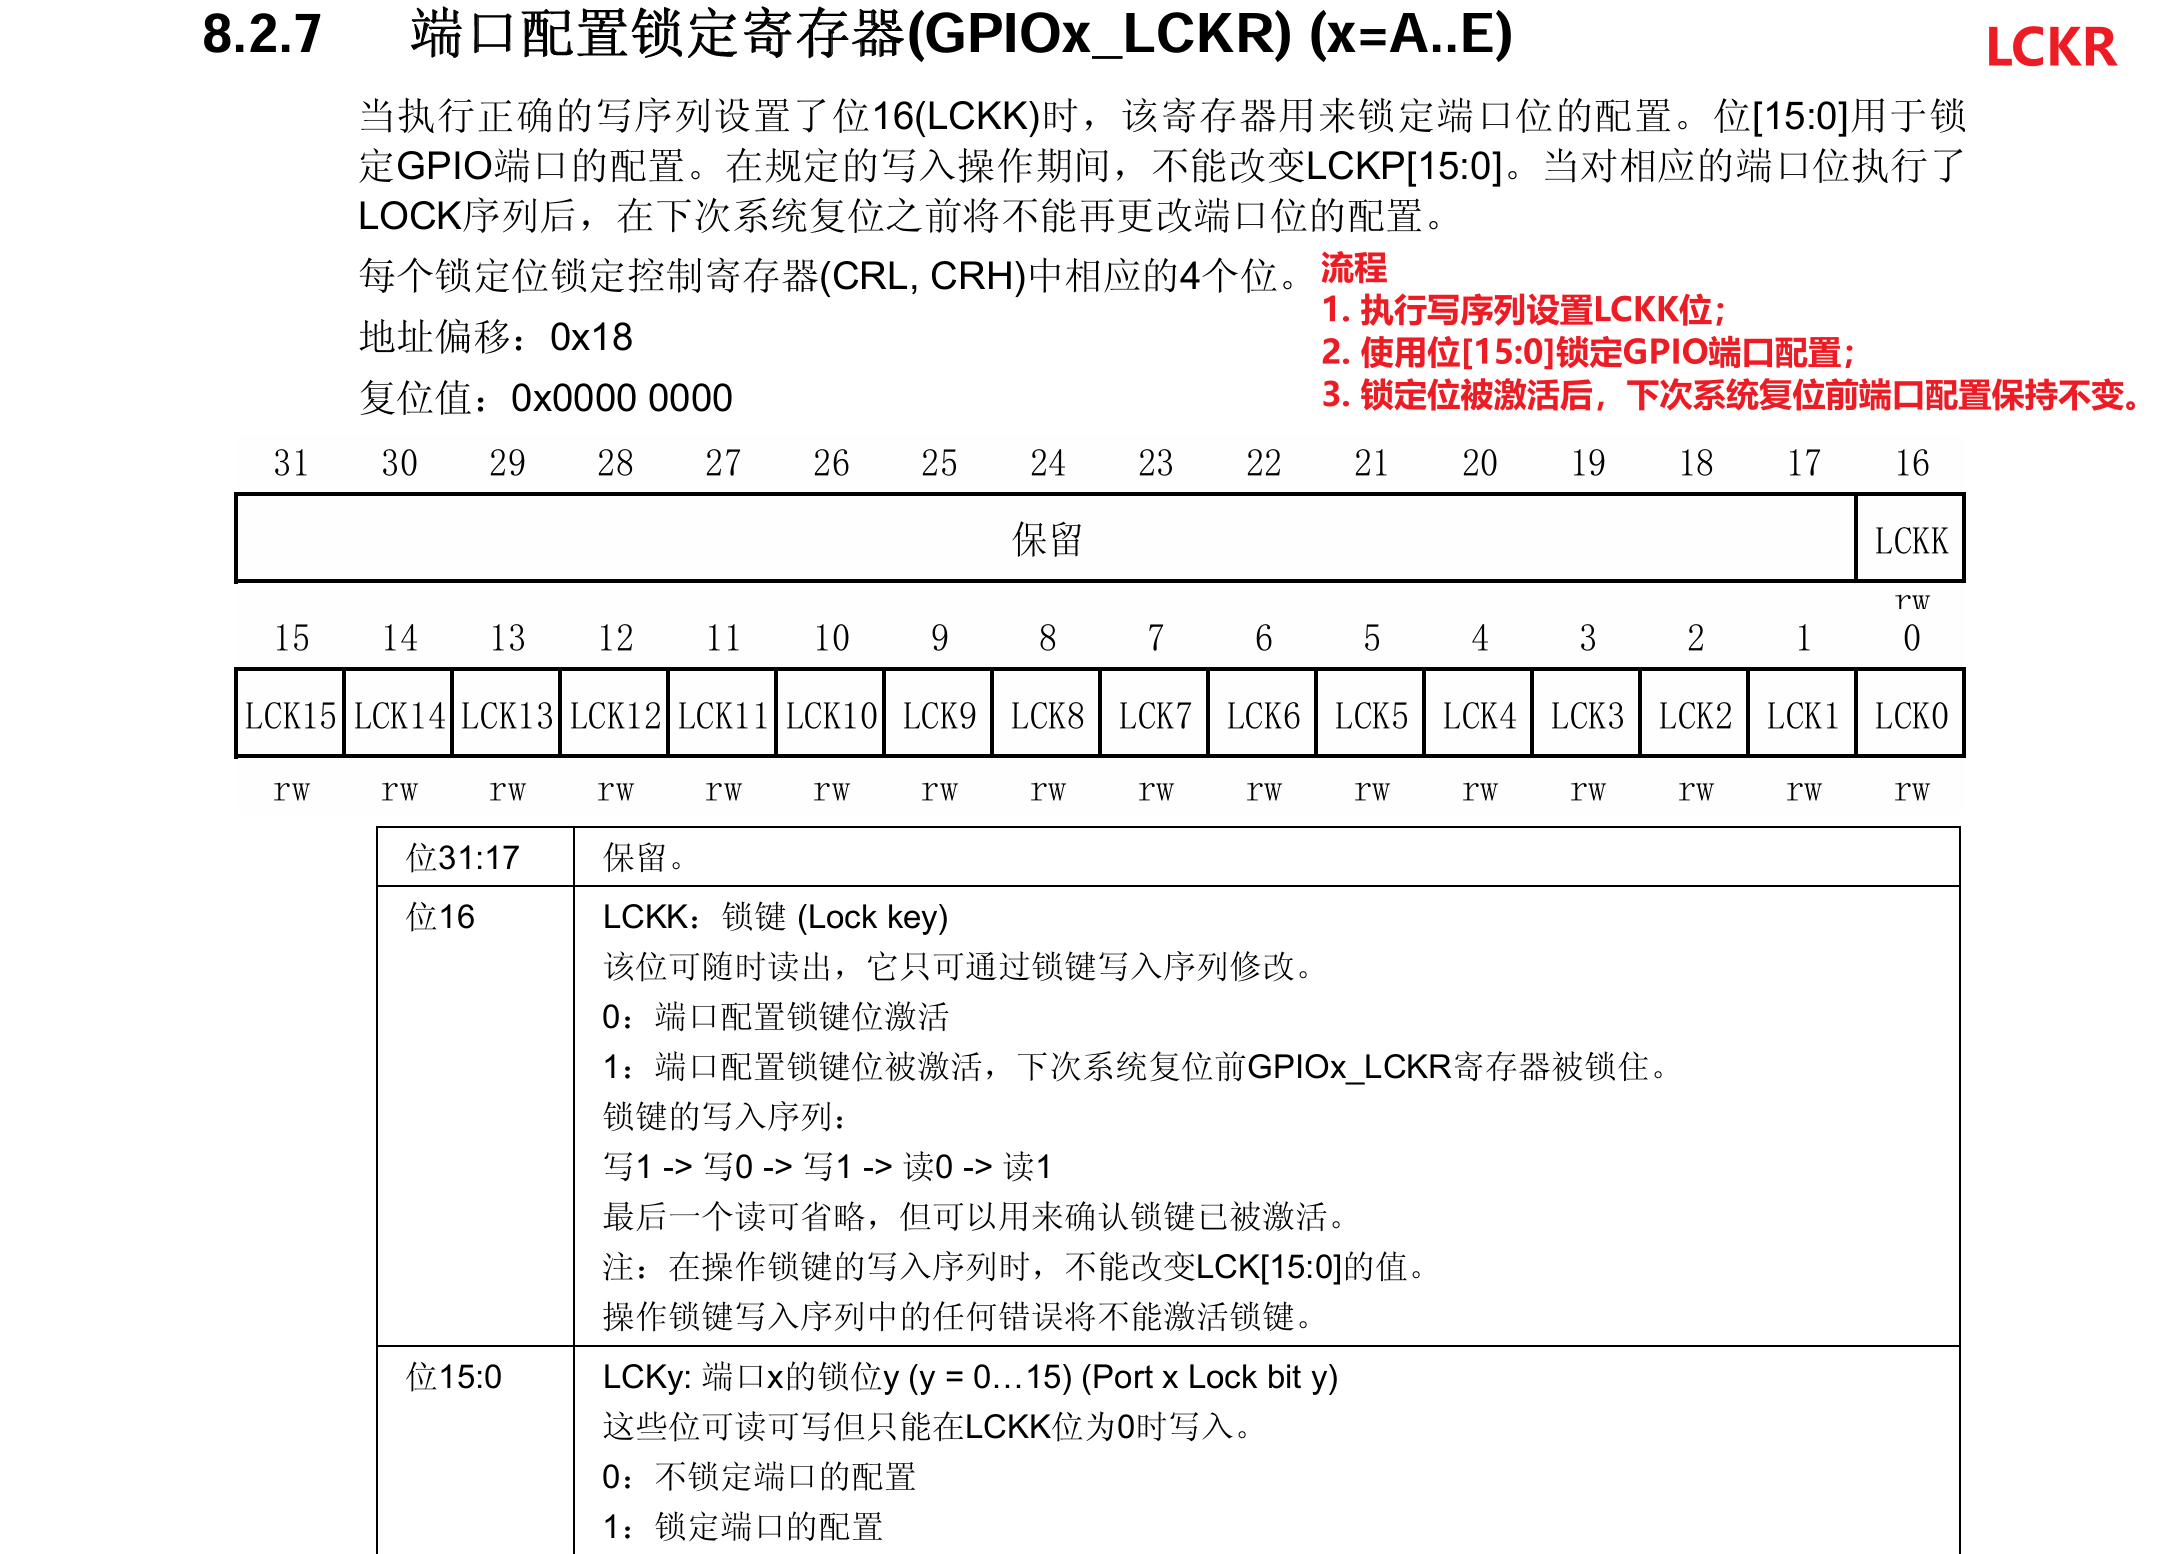 8.2.7 端口配置锁定寄存器(GPIOx_LCKR) (x=A..E)
LCKR
当执行正确的写序列设置了位16(LCKK)时，该寄存器用来锁定端口位的配置。位[15:0]用于锁
定GPIO端口的配置。在规定的写入操作期间，不能改变LCKP[15:0]。当对相应的端口位执行了
LOCK序列后，在下次系统复位之前将不能再更改端口位的配置。
每个锁定位锁定控制寄存器(CRL, CRH)中相应的4个位。
地址偏移：0x18
复位值：0x0000 0000
流程
1. 执行写序列设置LCKK位；
2. 使用位[15:0]锁定GPIO端口配置；
3. 锁定位被激活后，下次系统复位前端口配置保持不变。
31 30 29 28 27 26 25 24 23 22 21 20 19 18 17 16
保留 LCKK
rw
15 14 13 12 11 10 9 8 7 6 5 4 3 2 1 0
LCK15 LCK14 LCK13 LCK12 LCK11 LCK10 LCK9 LCK8 LCK7 LCK6 LCK5 LCK4 LCK3 LCK2 LCK1 LCK0
rw rw rw rw rw rw rw rw rw rw rw rw rw rw rw rw
位31:17 保留。
位16 LCKK：锁键 (Lock key)
该位可随时读出，它只可通过锁键写入序列修改。
0：端口配置锁键位激活
1：端口配置锁键位被激活，下次系统复位前GPIOx_LCKR寄存器被锁住。
锁键的写入序列：
写1 -> 写0 -> 写1 -> 读0 -> 读1
最后一个读可省略，但可以用来确认锁键已被激活。
注：在操作锁键的写入序列时，不能改变LCK[15:0]的值。
操作锁键写入序列中的任何错误将不能激活锁键。
位15:0 LCKy: 端口x的锁位y (y = 0…15) (Port x Lock bit y)
这些位可读可写但只能在LCKK位为0时写入。
0：不锁定端口的配置
1：锁定端口的配置